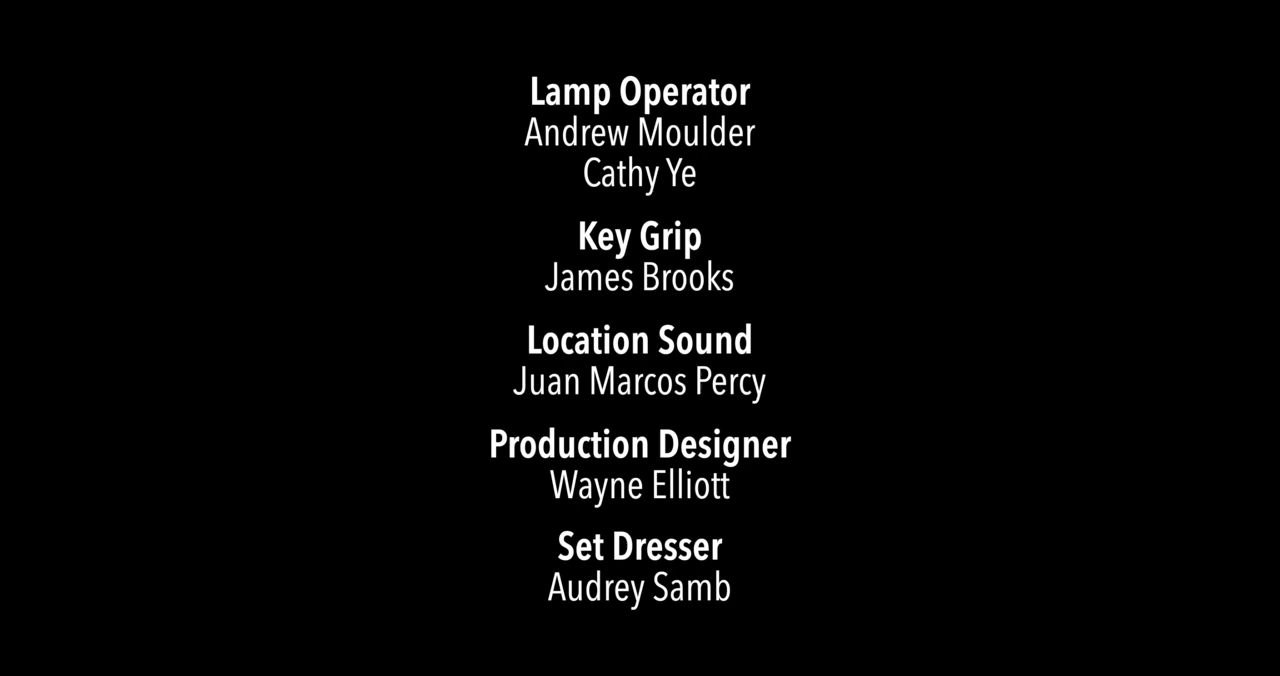 Lamp Operator
Andrew Moulder
Cathy Ye
Key Grip
James Brooks
Location Sound
Juan Marcos Percy
Production Designer
Wayne Elliott
Set Dresser
Audrey Samb